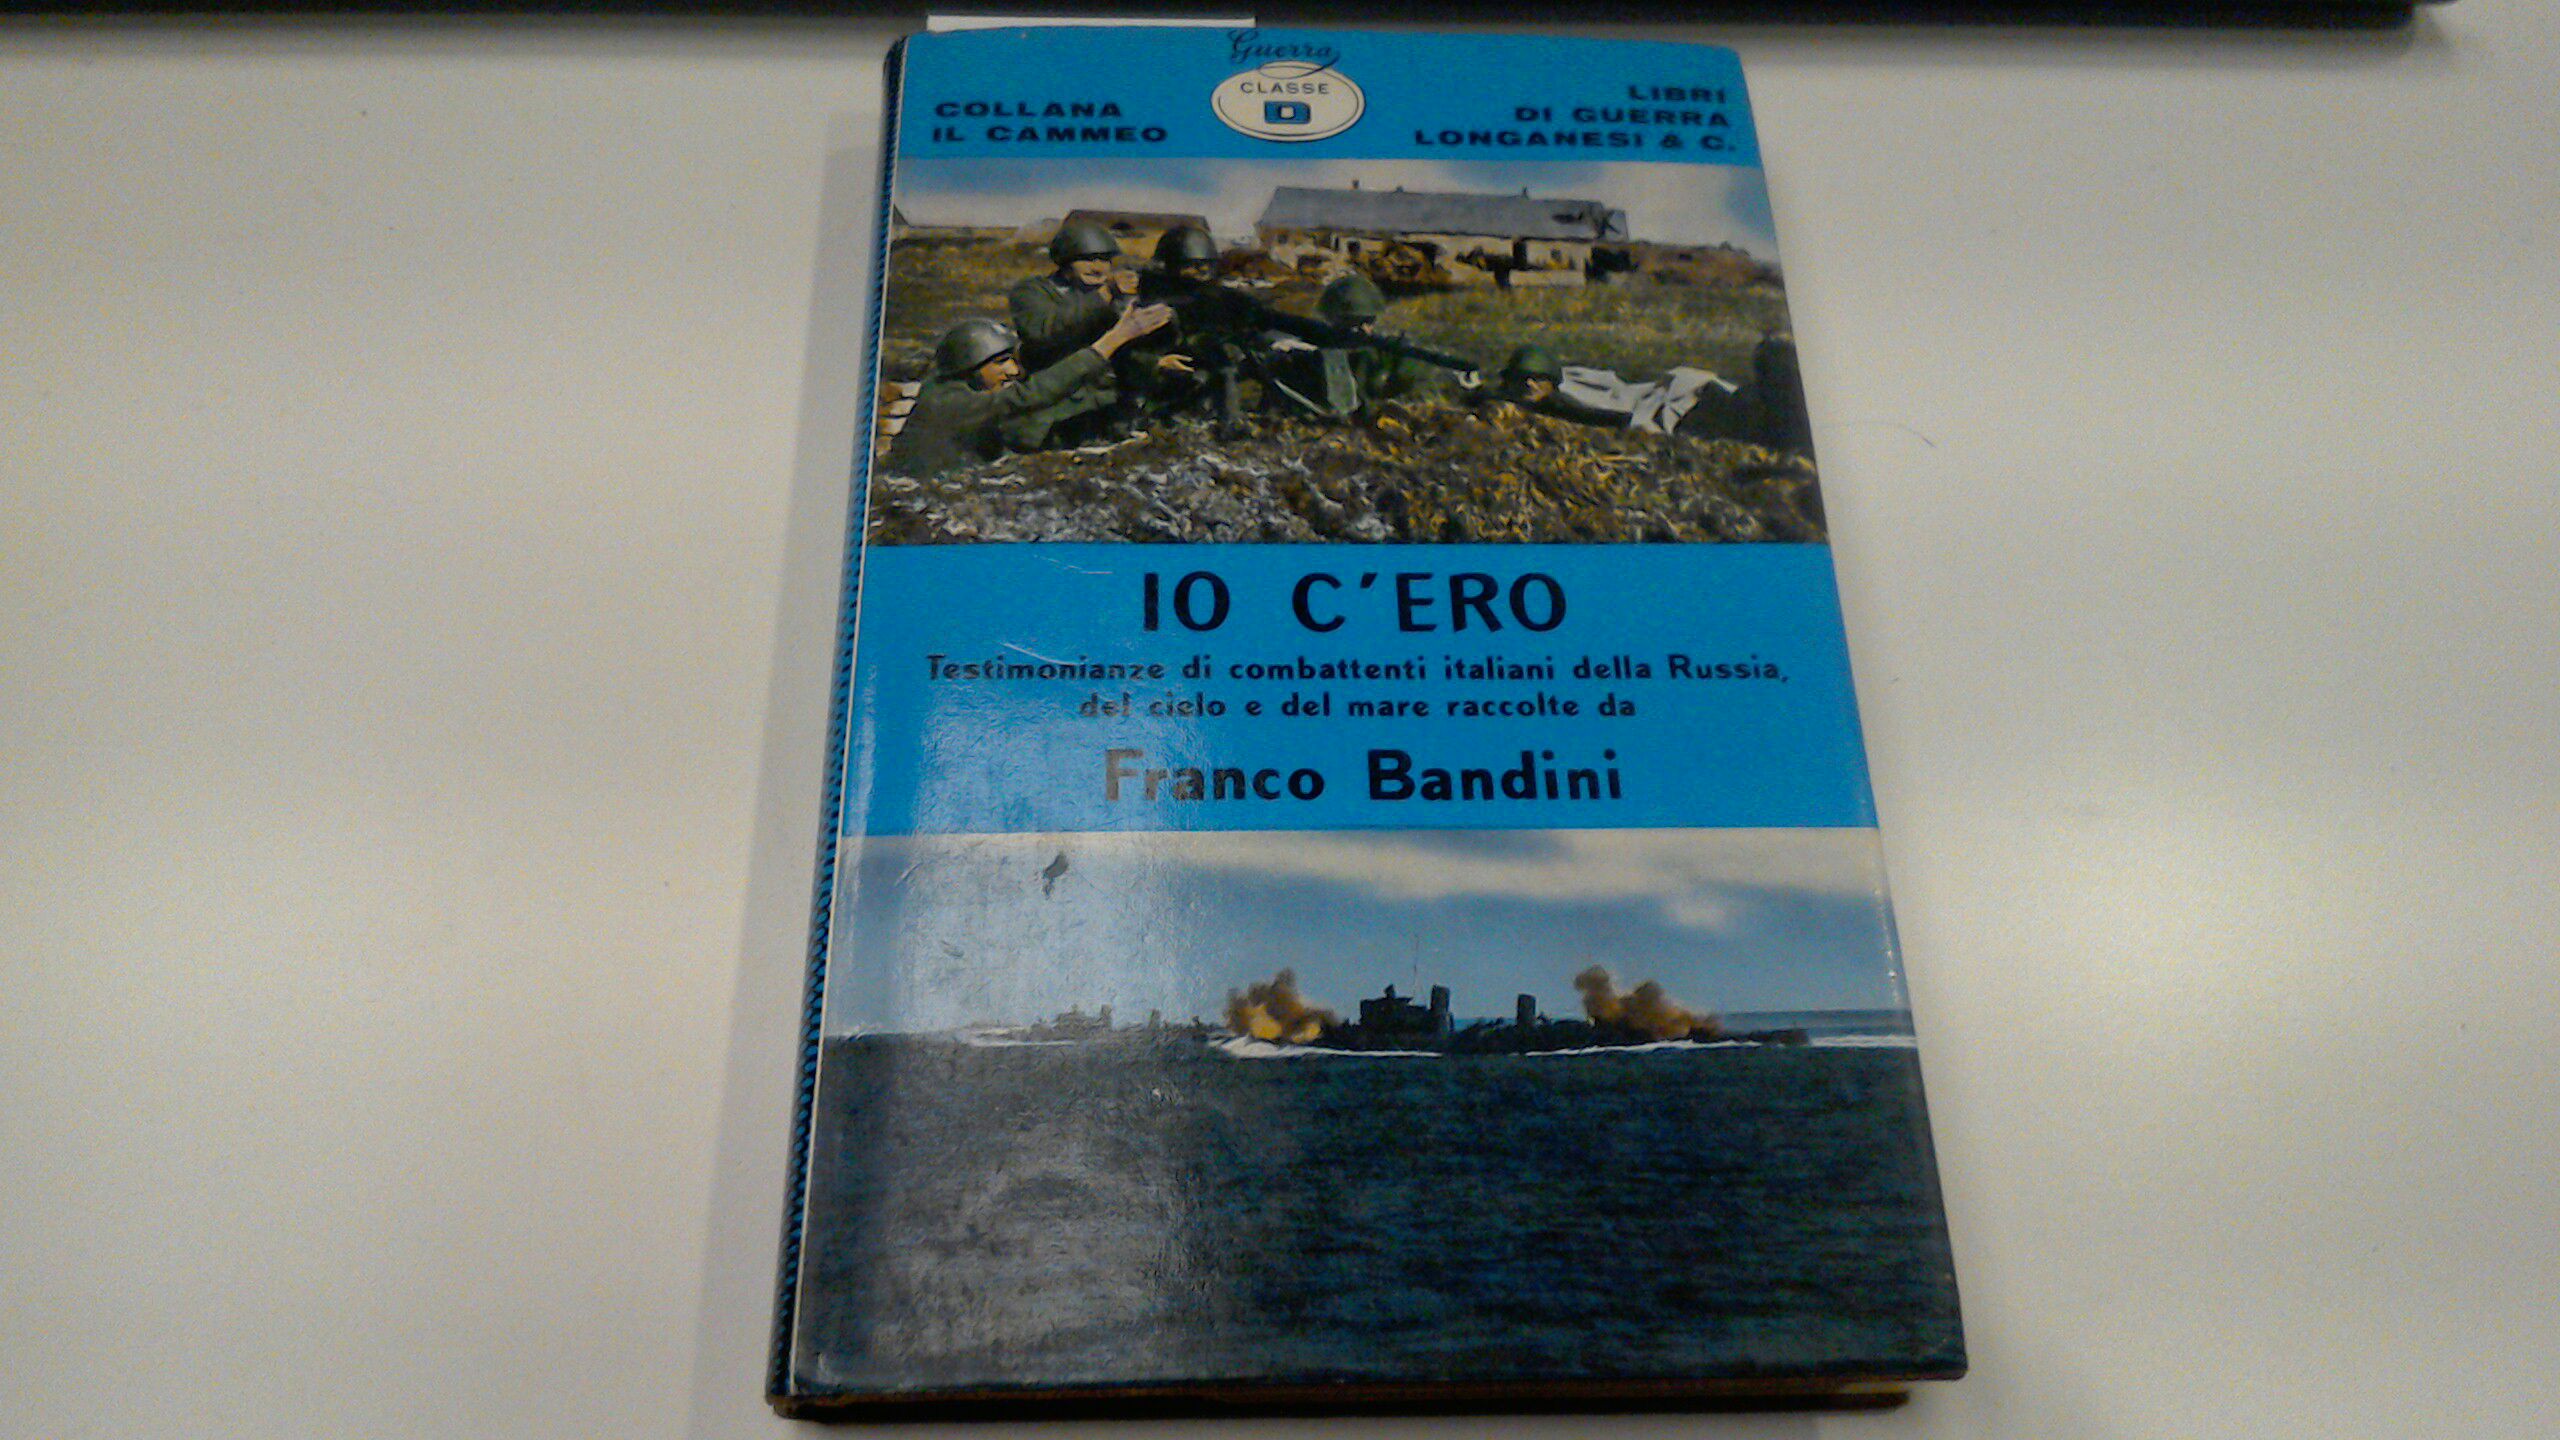 Guerra
CLASSE
D
COLLANA
IL CAMMEO
LIBRI
DI GUERRA
LONGANESI & C.
IO C'ERO
Testimonianze di combattenti italiani della Russia,
del cielo e del mare raccolte da
Franco Bandini